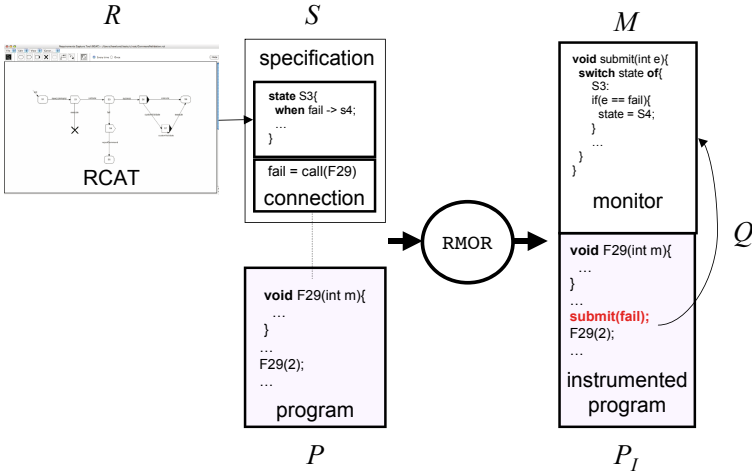 R
S
M
specification
state S3{
when fail -> s4;
…
}
fail = call(F29)
connection
RCAT
void submit(int e){
switch state of{
S3:
if(e == fail){
state = S4;
}
…
}
}
monitor
RMOR
Q
void F29(int m){
…
}
…
F29(2);
…
program
void F29(int m){
…
}
…
submit(fail);
F29(2);
…
instrumented
program
P
P_I